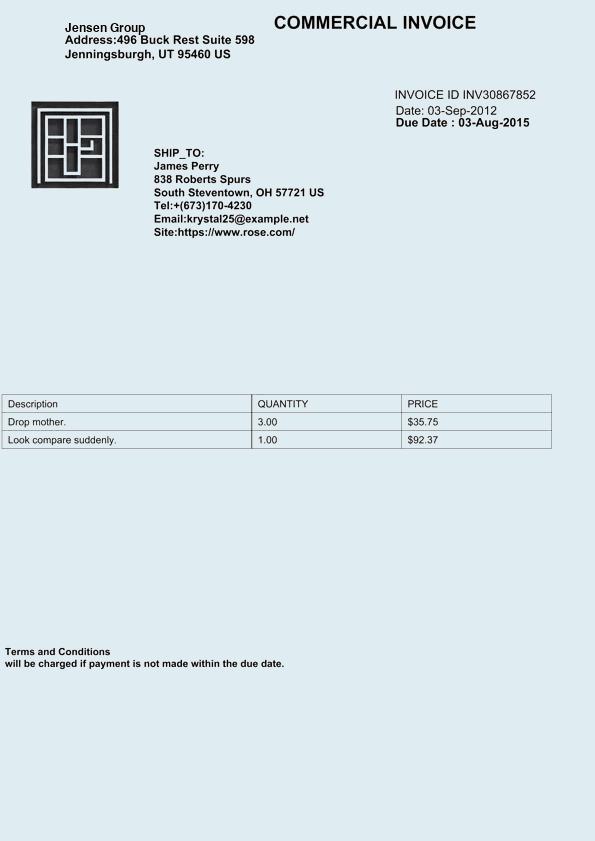 COMMERCIAL INVOICE
Jensen Group
Address:496 Buck Rest Suite 598
Jenningsburgh, UT 95460 US
INVOICE ID INV30867852
Date: 03-Sep-2012
Due Date : 03-Aug-2015
SHIP_TO:
James Perry
838 Roberts Spurs
South Steventown, OH 57721 US
Tel:+(673)170-4230
Email:krystal25@example.net
Site:https://www.rose.com/
Description QUANTITY PRICE
Drop mother. 3.00 $35.75
Look compare suddenly. 1.00 $92.37
Terms and Conditions
will be charged if payment is not made within the due date.